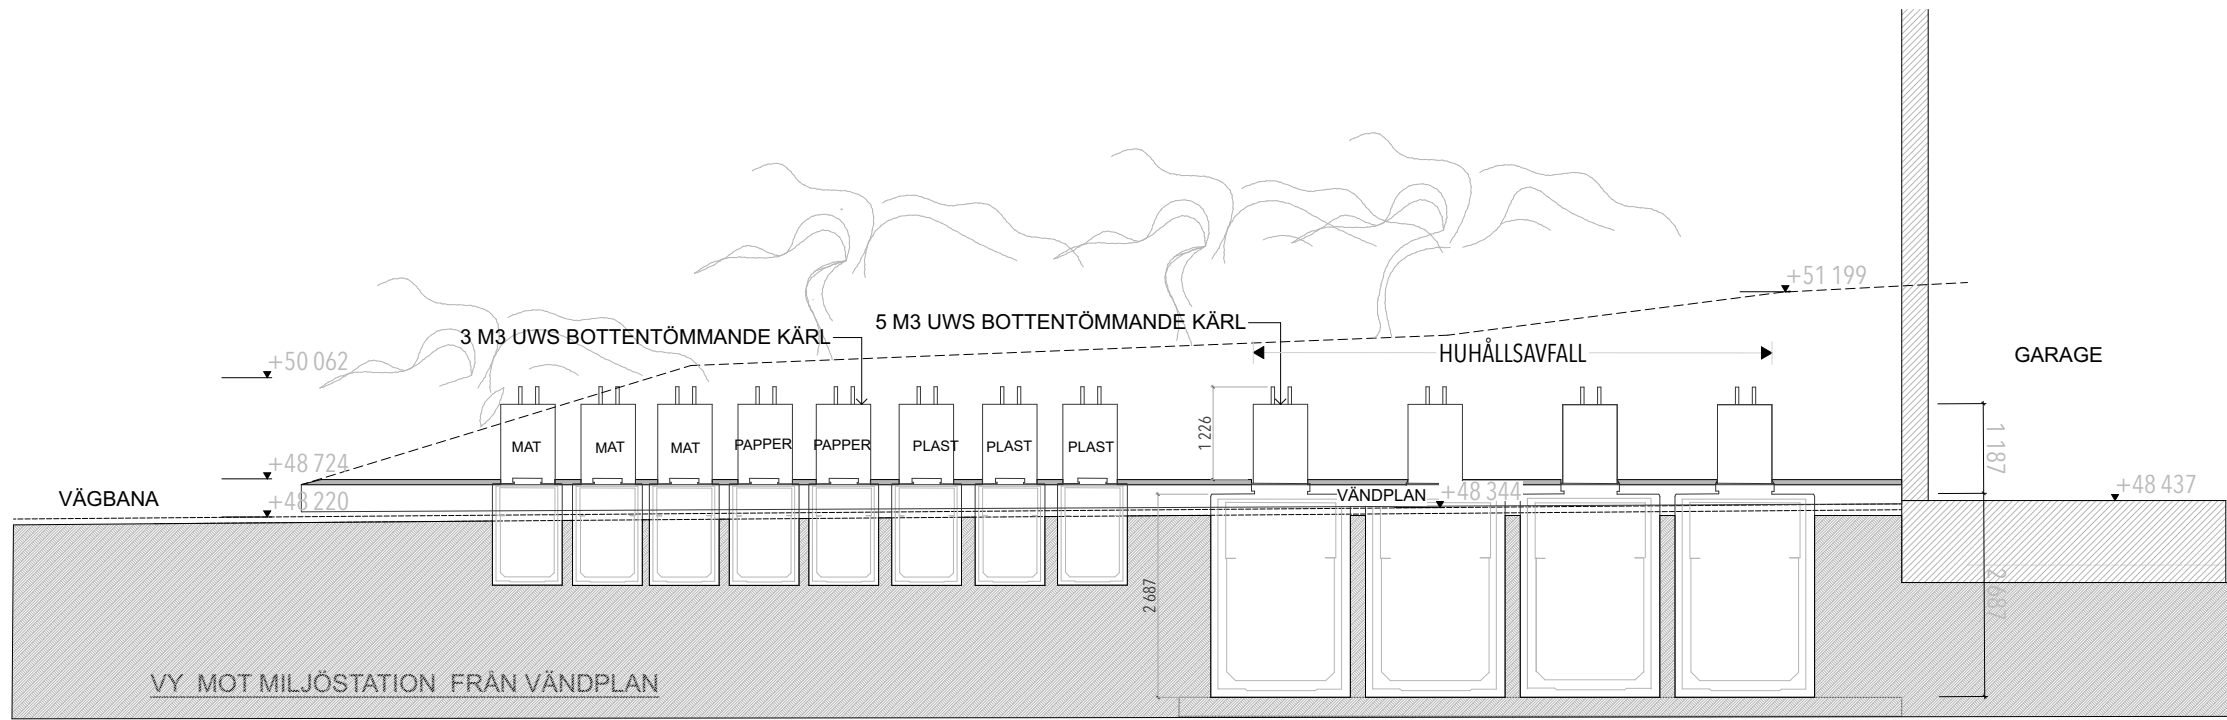 +51 199
5 M3 UWS BOTTENTÖMMANDE KÄRL
3 M3 UWS BOTTENTÖMMANDE KÄRL
HUHÅLLSAVFALL
GARAGE
+50 062
1 226
1 187
MAT
MAT
MAT
PAPPER
PAPPER
PLAST
PLAST
PLAST
+48 724
VÄGBANA
+48 220
VÄNDPLAN
+48 344
+48 437
2 687
2 687
VY MOT MILJÖSTATION FRÅN VÄNDPLAN